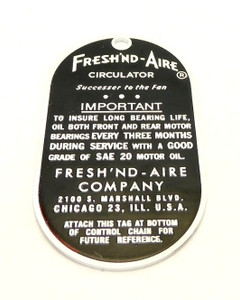 FRESH'ND-AIRE®
CIRCULATOR
Successor to the Fan
• • •
IMPORTANT
TO INSURE LONG BEARING LIFE,
OIL BOTH FRONT AND REAR MOTOR
BEARINGS EVERY THREE MONTHS
DURING SERVICE WITH A GOOD
GRADE OF SAE 20 MOTOR OIL.
FRESH'ND-AIRE
COMPANY
2100 S. MARSHALL BLVD.
CHICAGO 23, ILL. U.S.A.
ATTACH THIS TAG AT BOTTOM
OF CONTROL CHAIN FOR
FUTURE REFERENCE.